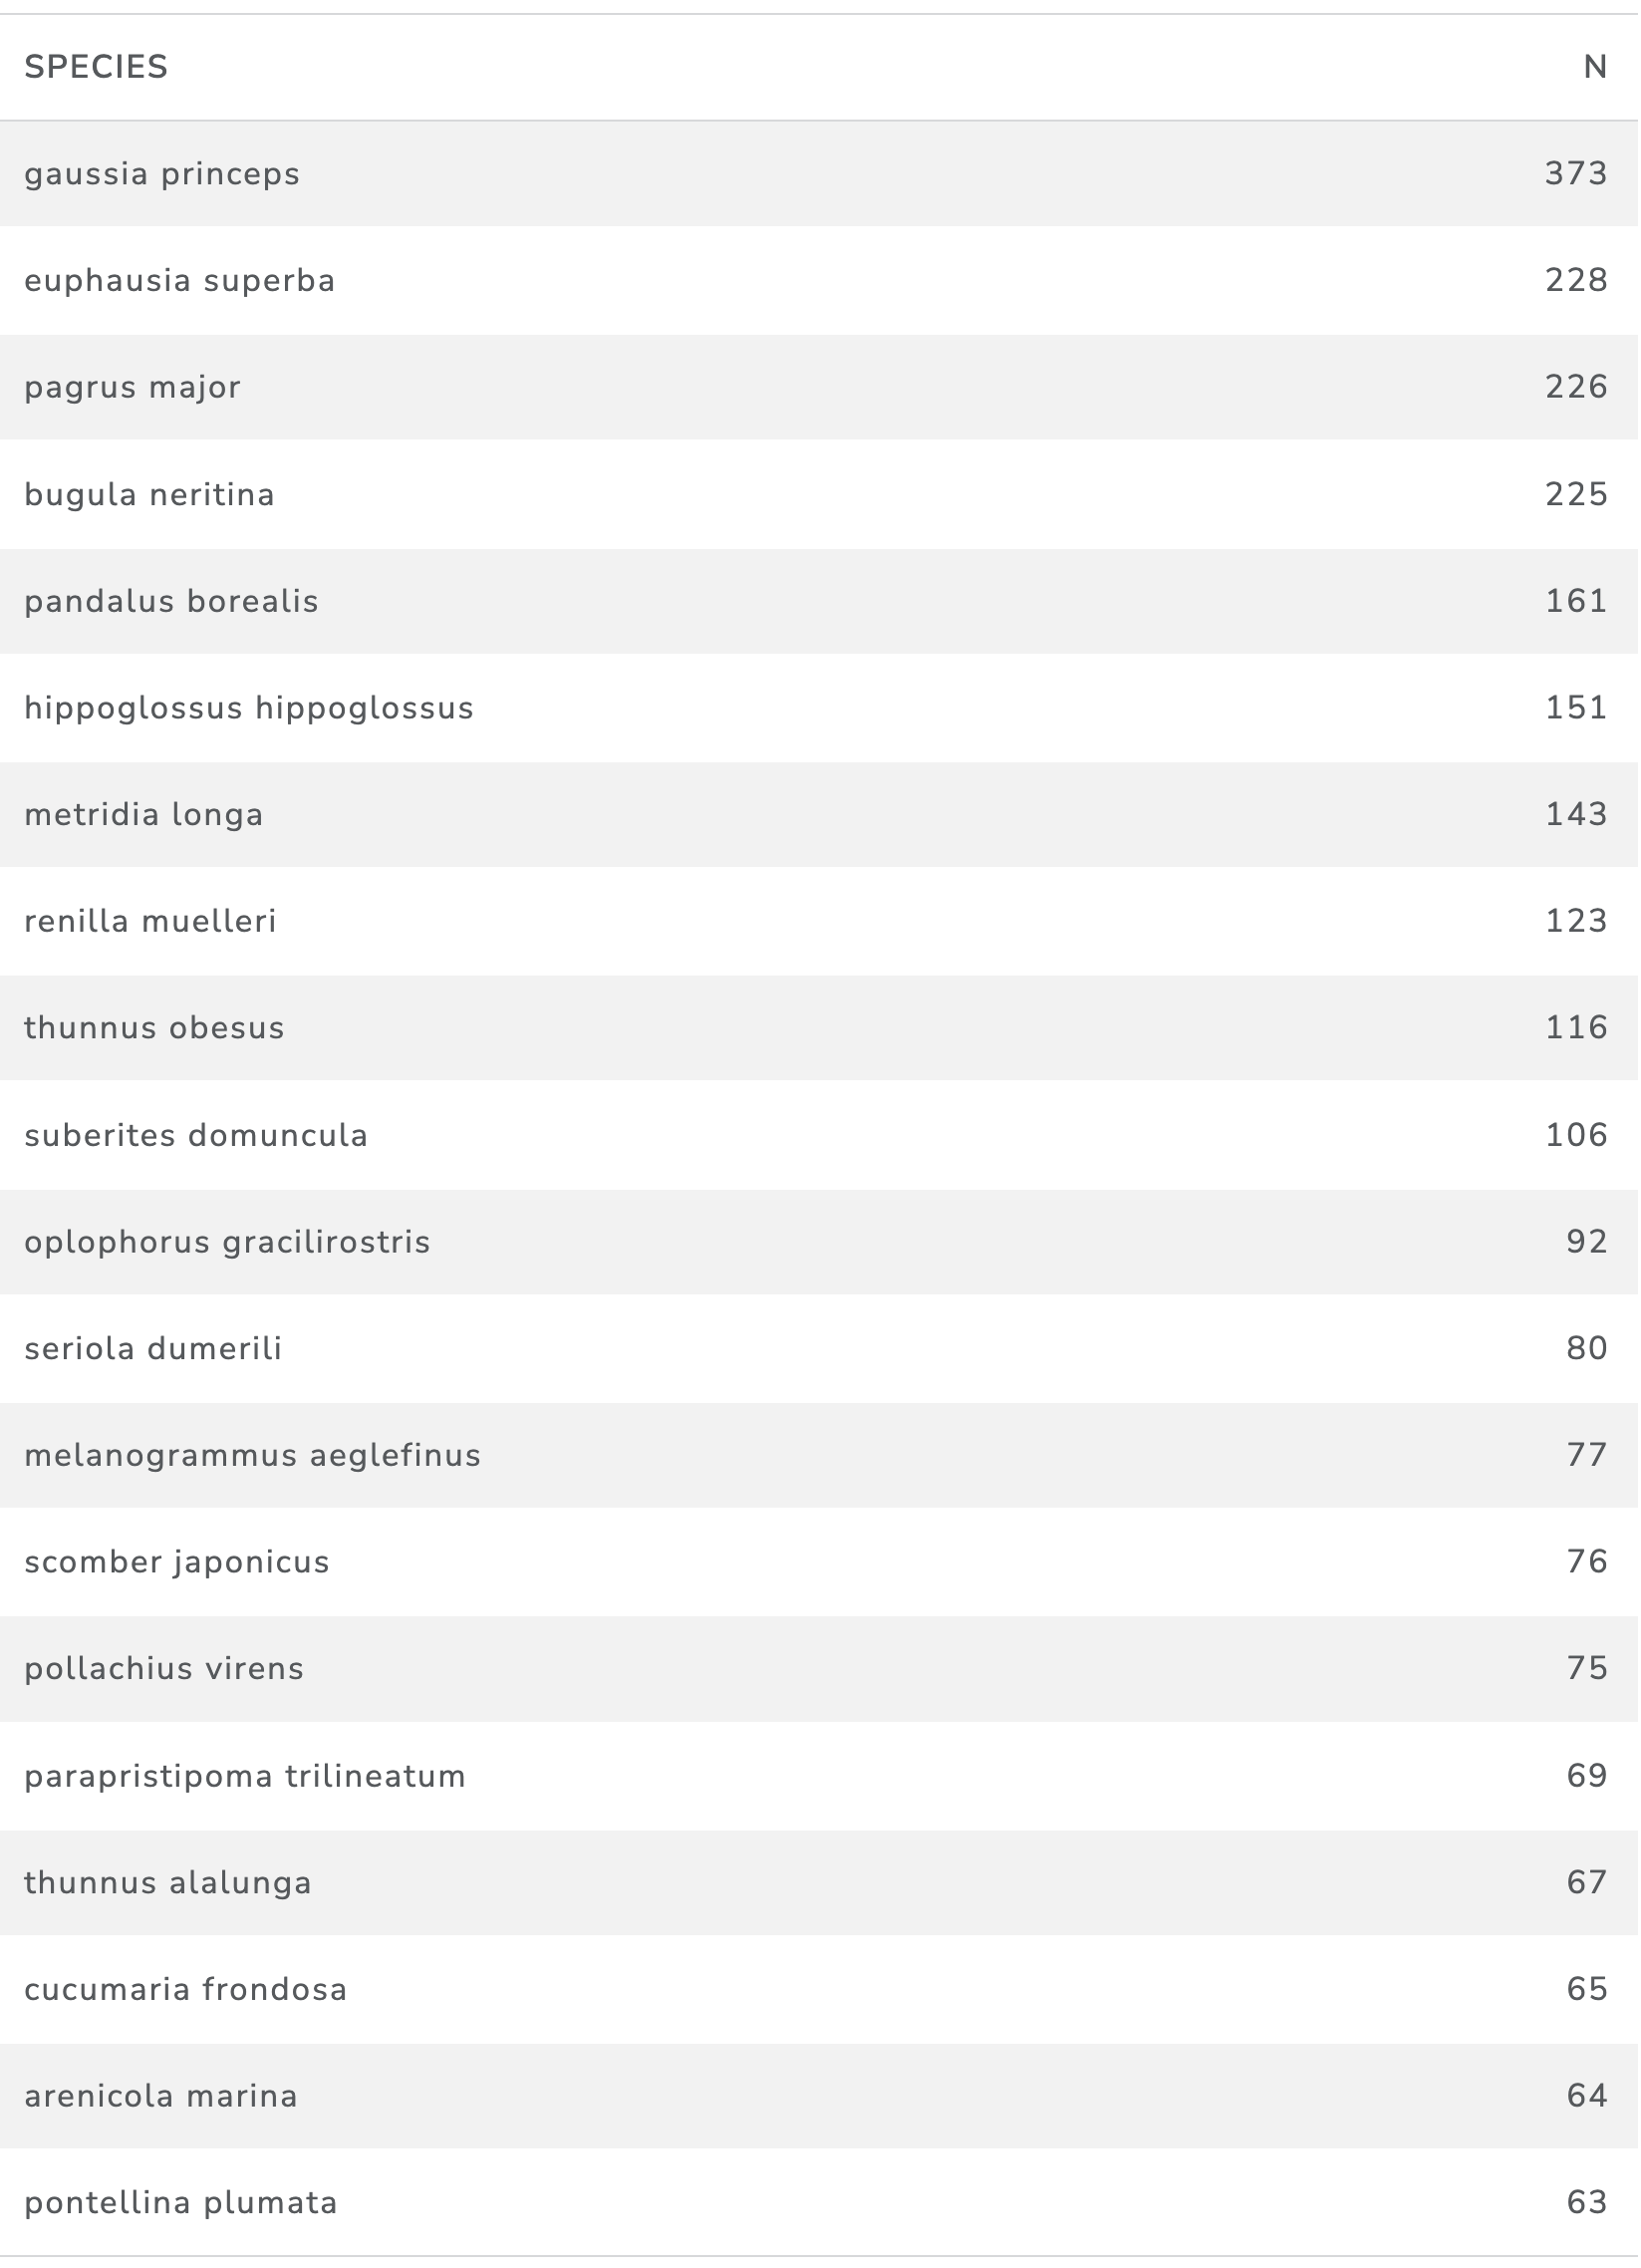 SPECIES N
gaussia princeps 373
euphausia superba 228
pagrus major 226
bugula neritina 225
pandalus borealis 161
hippoglossus hippoglossus 151
metridia longa 143
renilla muelleri 123
thunnus obesus 116
suberites domuncula 106
oplophorus gracilirostris 92
seriola dumerili 80
melanogrammus aeglefinus 77
scomber japonicus 76
pollachius virens 75
parapristipoma trilineatum 69
thunnus alalunga 67
cucumaria frondosa 65
arenicola marina 64
pontellina plumata 63